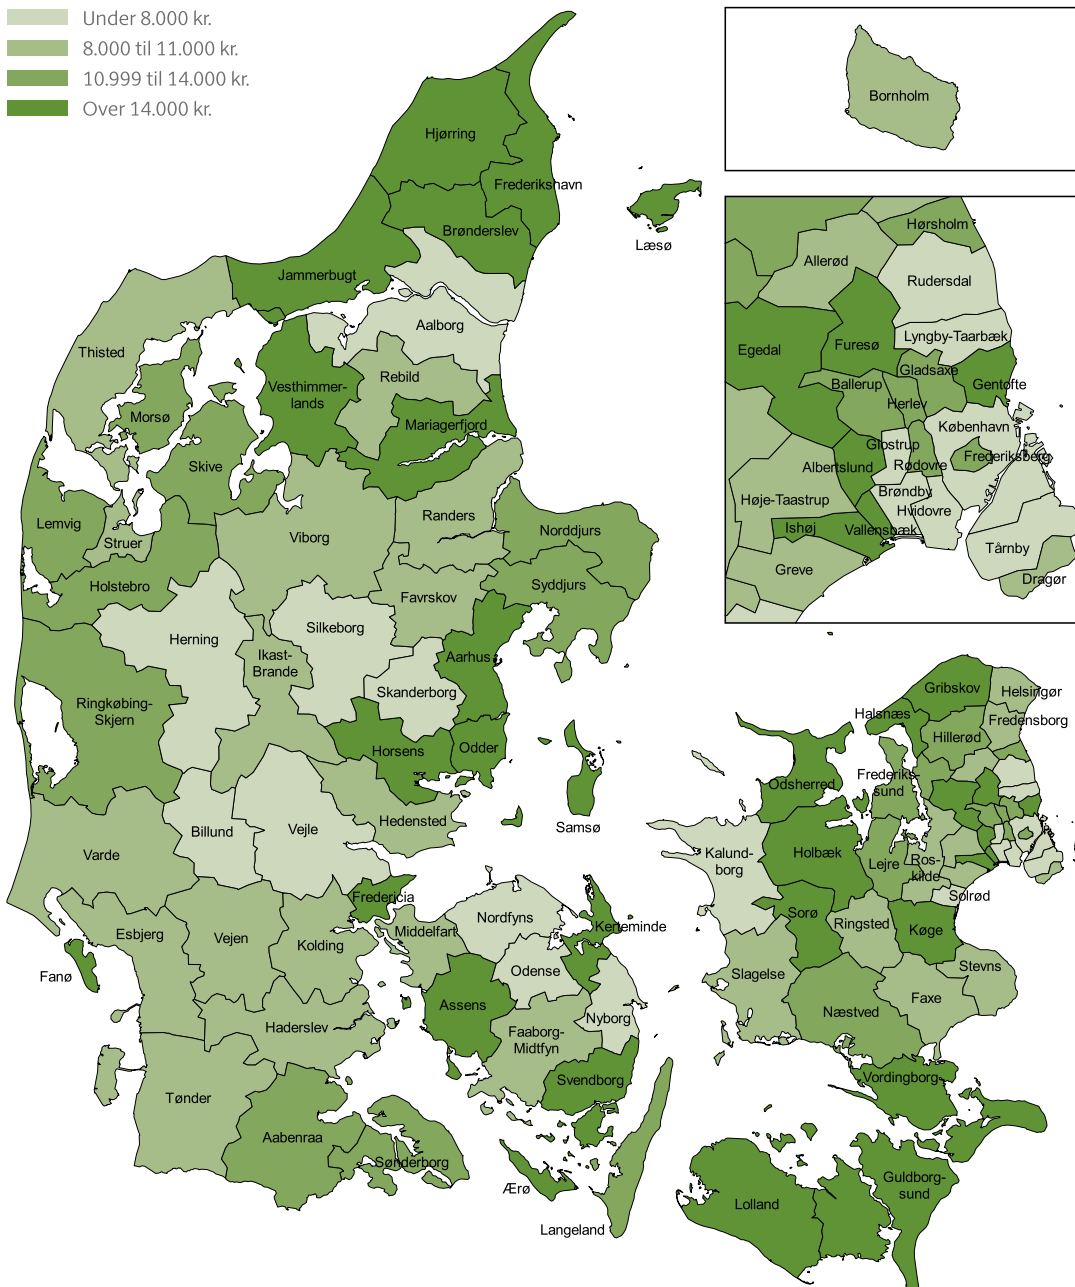 Under 8.000 kr.
8.000 til 11.000 kr.
10.999 til 14.000 kr.
Over 14.000 kr.
Hjørring
Frederikshavn
Brønderslev
Læsø
Jammerbugt
Aalborg
Thisted
Rebild
Vesthimmer-
lands
Morsø
Mariagerfjord
Skive
Lemvig
Struer
Viborg
Randers
Norddjurs
Holstebro
Syddjurs
Favrskov
Herning
Silkeborg
Ikast-
Brande
Aarhus
Skanderborg
Ringkøbing-
Skjern
Horsens
Odder
Samsø
Billund
Vejle
Hedensted
Varde
Fredericia
Esbjerg
Vejen
Kolding
Middelfart
Nordfyns
Kerteminde
Fanø
Odense
Assens
Nyborg
Haderslev
Faaborg-
Midtfyn
Svendborg
Tønder
Aabenraa
Sønderborg
Ærø
Langeland
Bornholm
Hørsholm
Allerød
Rudersdal
Lyngby-Taarbæk
Egedal
Furesø
Gladsaxe
Gentofte
Ballerup
Herlev
København
Glostrup
Frederiksberg
Albertslund
Rødovre
Brøndby
Høje-Taastrup
Hvidovre
Ishøj
Vallensbæk
Tårnby
Greve
Dragør
Gribskov
Helsingør
Halsnæs
Fredensborg
Hillerød
Frederiks-
sund
Odsherred
Kalund-
borg
Holbæk
Lejre
Ros-
kilde
Solrød
Sorø
Ringsted
Køge
Slagelse
Stevns
Faxe
Næstved
Vordingborg
Guldborg-
sund
Lolland